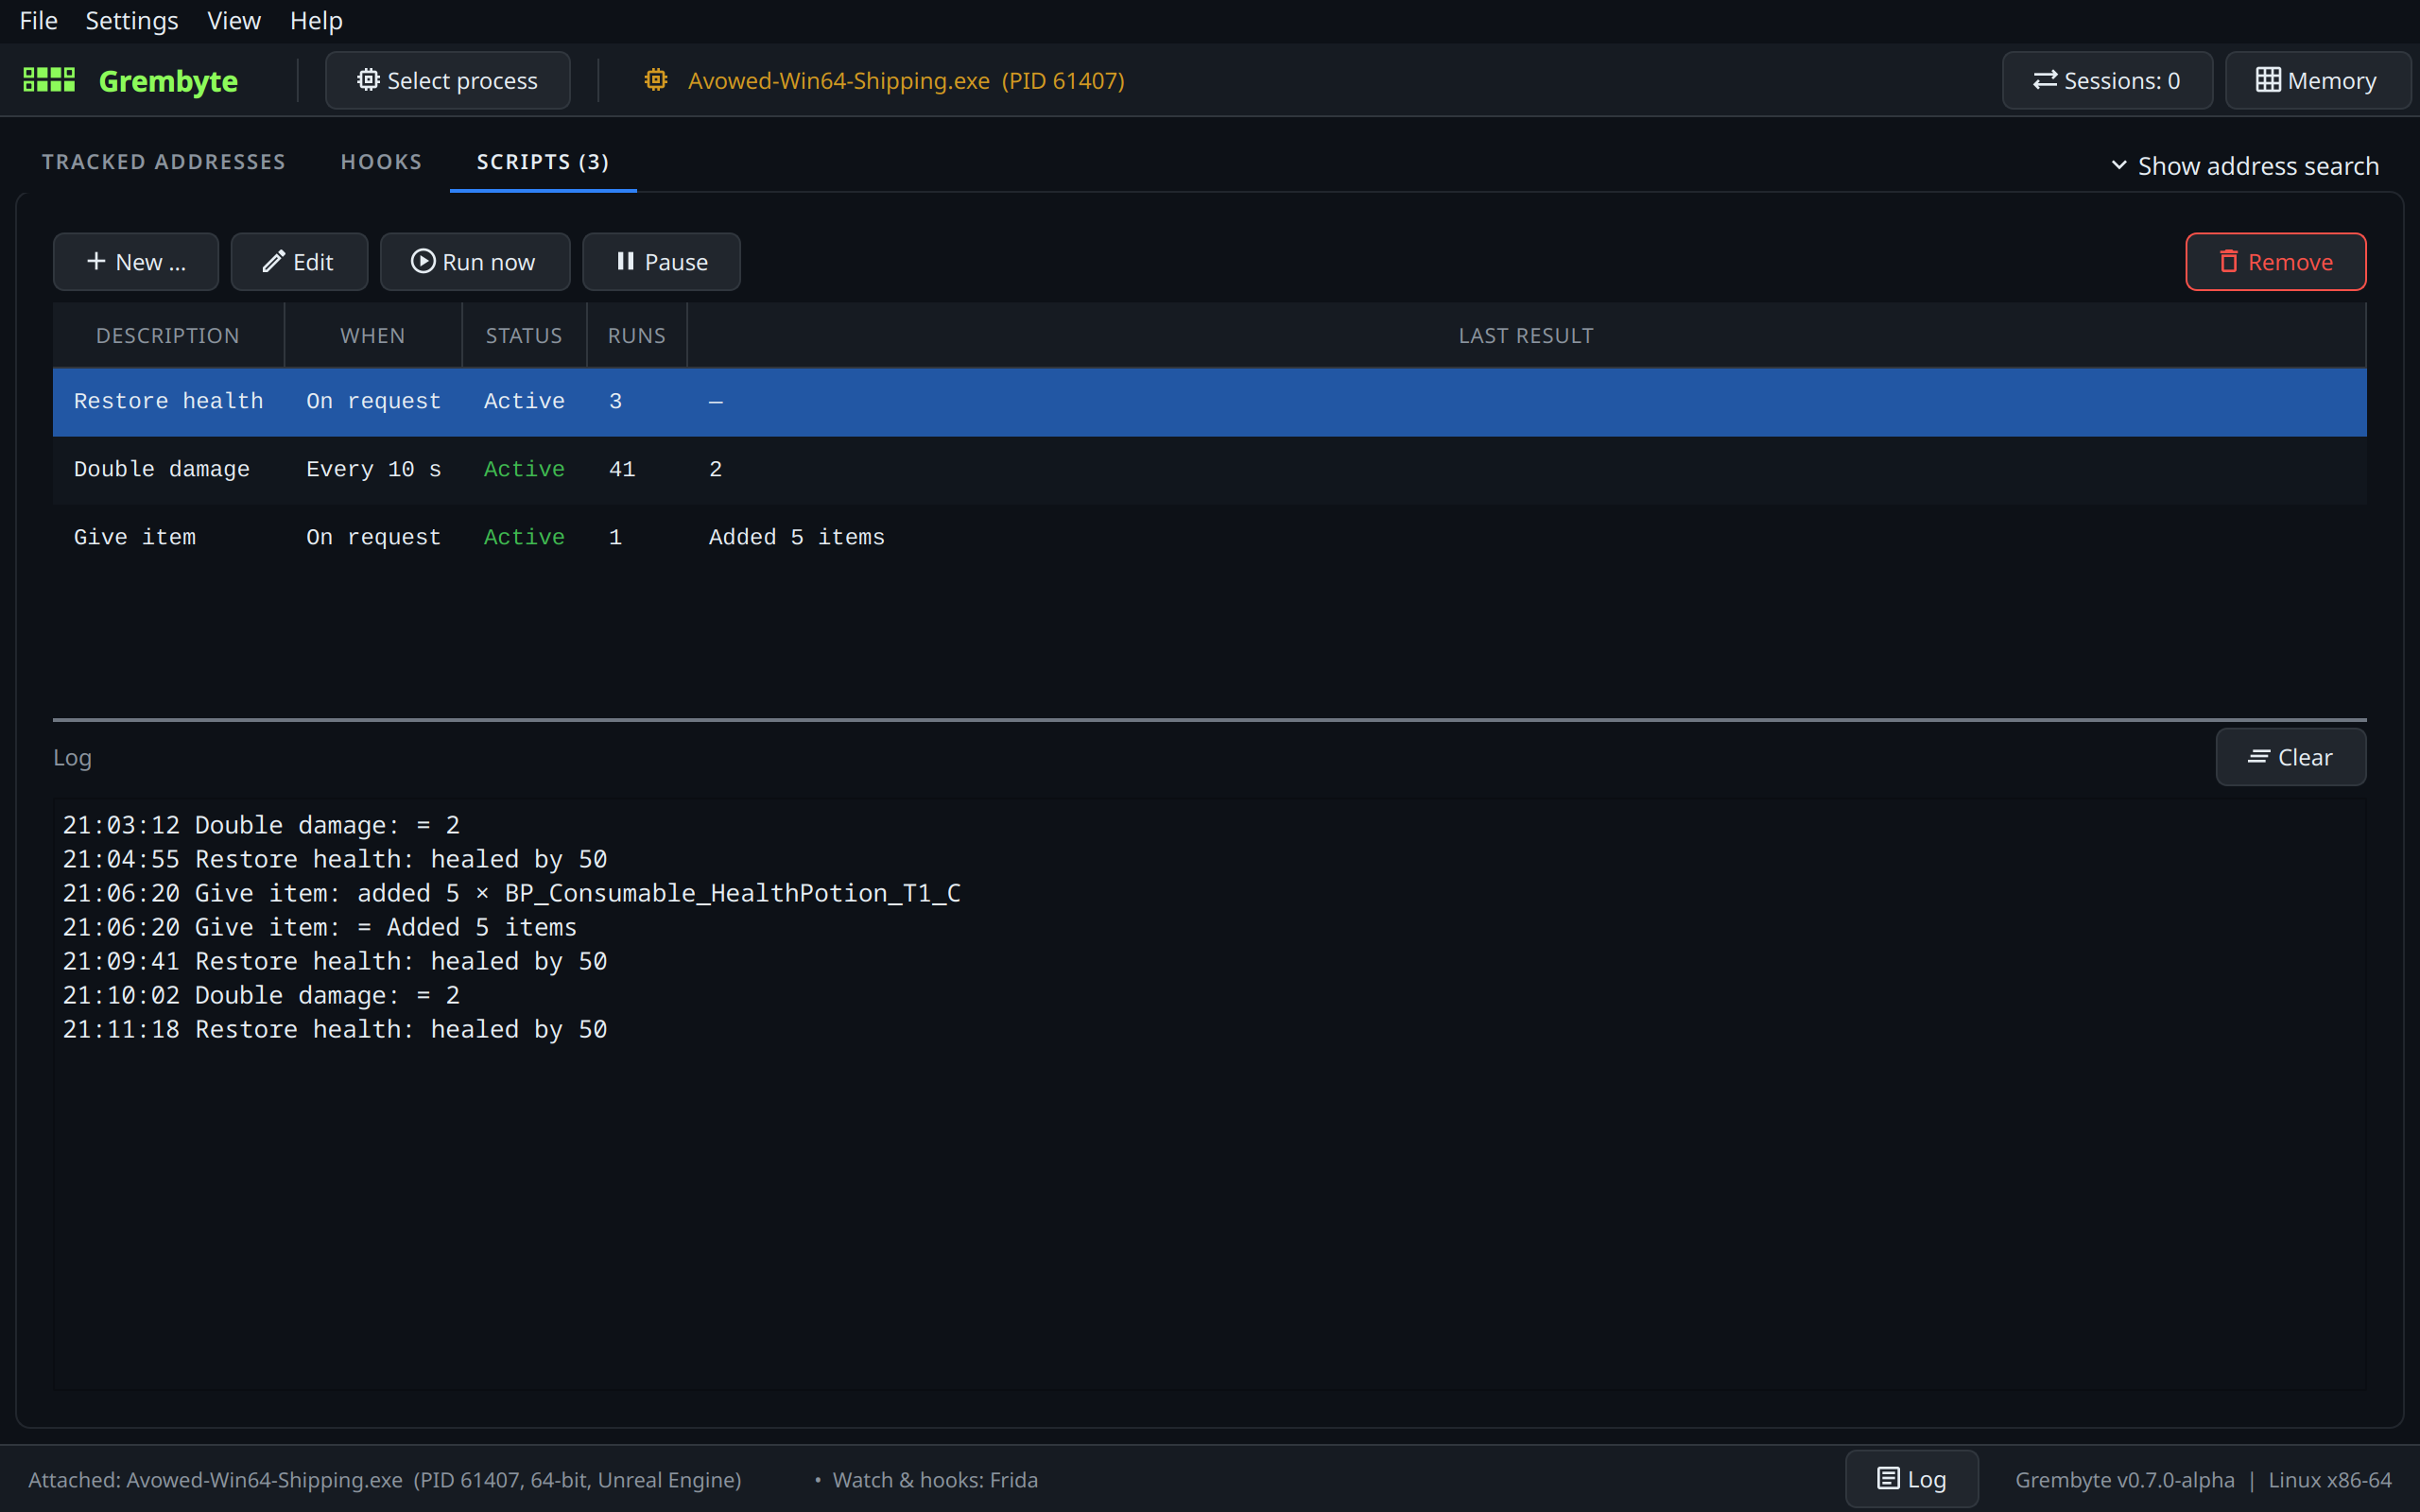 File Settings View Help
Grembyte Select process Avowed-Win64-Shipping.exe (PID 61407) Sessions: 0 Memory
TRACKED ADDRESSES HOOKS SCRIPTS (3) Show address search
New ... Edit Run now Pause Remove
DESCRIPTION WHEN STATUS RUNS LAST RESULT
Restore health On request Active 3 —
Double damage Every 10 s Active 41 2
Give item On request Active 1 Added 5 items
Log Clear
21:03:12 Double damage: = 2
21:04:55 Restore health: healed by 50
21:06:20 Give item: added 5 × BP_Consumable_HealthPotion_T1_C
21:06:20 Give item: = Added 5 items
21:09:41 Restore health: healed by 50
21:10:02 Double damage: = 2
21:11:18 Restore health: healed by 50
Attached: Avowed-Win64-Shipping.exe (PID 61407, 64-bit, Unreal Engine) • Watch & hooks: Frida Log Grembyte v0.7.0-alpha | Linux x86-64